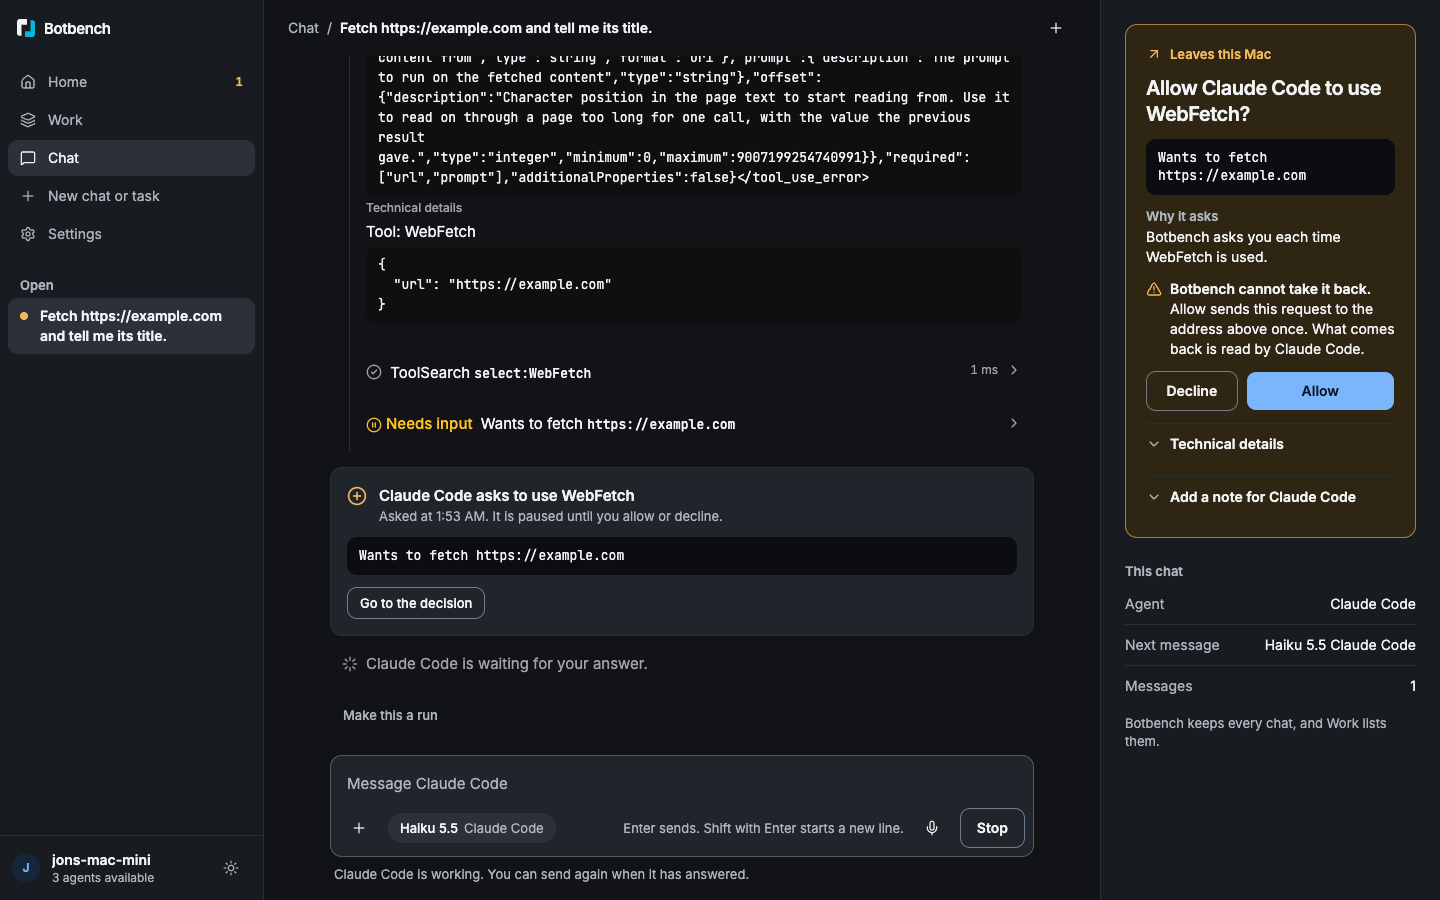 Botbench
Home 1
Work
Chat
New chat or task
Settings
Open
Fetch https://example.com
and tell me its title.
jons-mac-mini
3 agents available
J
Chat / Fetch https://example.com and tell me its title.
content from","type":"string","format":"uri"},"prompt":{"description":"The prompt
to run on the fetched content","type":"string"},"offset":
{"description":"Character position in the page text to start reading from. Use it
to read on through a page too long for one call, with the value the previous
result
gave.","type":"integer","minimum":0,"maximum":9007199254740991}},"required":
["url","prompt"],"additionalProperties":false}</tool_use_error>
Technical details
Tool: WebFetch
{
"url": "https://example.com"
}
ToolSearch select:WebFetch 1 ms
Needs input Wants to fetch https://example.com
Claude Code asks to use WebFetch
Asked at 1:53 AM. It is paused until you allow or decline.
Wants to fetch https://example.com
Go to the decision
Claude Code is waiting for your answer.
Make this a run
Message Claude Code
Haiku 5.5 Claude Code
Enter sends. Shift with Enter starts a new line.
Stop
Claude Code is working. You can send again when it has answered.
Leaves this Mac
Allow Claude Code to use
WebFetch?
Wants to fetch
https://example.com
Why it asks
Botbench asks you each time
WebFetch is used.
Botbench cannot take it back.
Allow sends this request to the
address above once. What comes
back is read by Claude Code.
Decline
Allow
Technical details
Add a note for Claude Code
This chat
Agent Claude Code
Next message Haiku 5.5 Claude Code
Messages 1
Botbench keeps every chat, and Work lists
them.